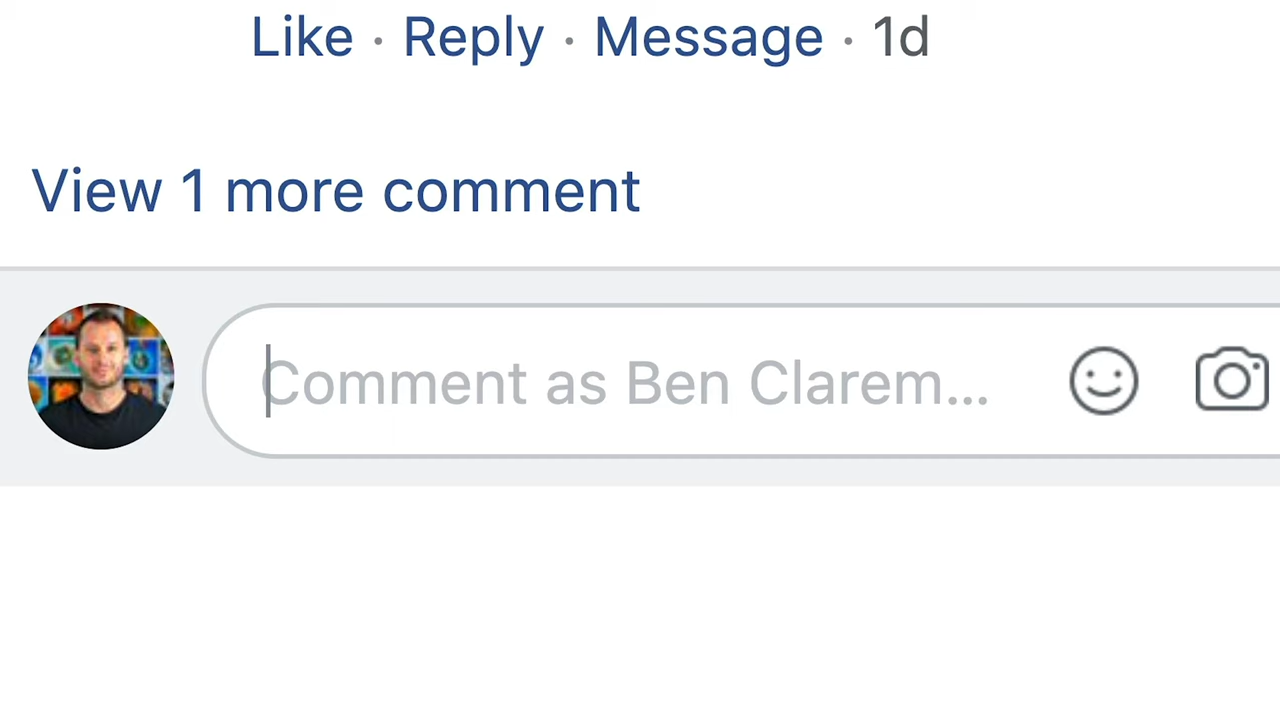 Like · Reply · Message · 1d
View 1 more comment
Comment as Ben Clarem...